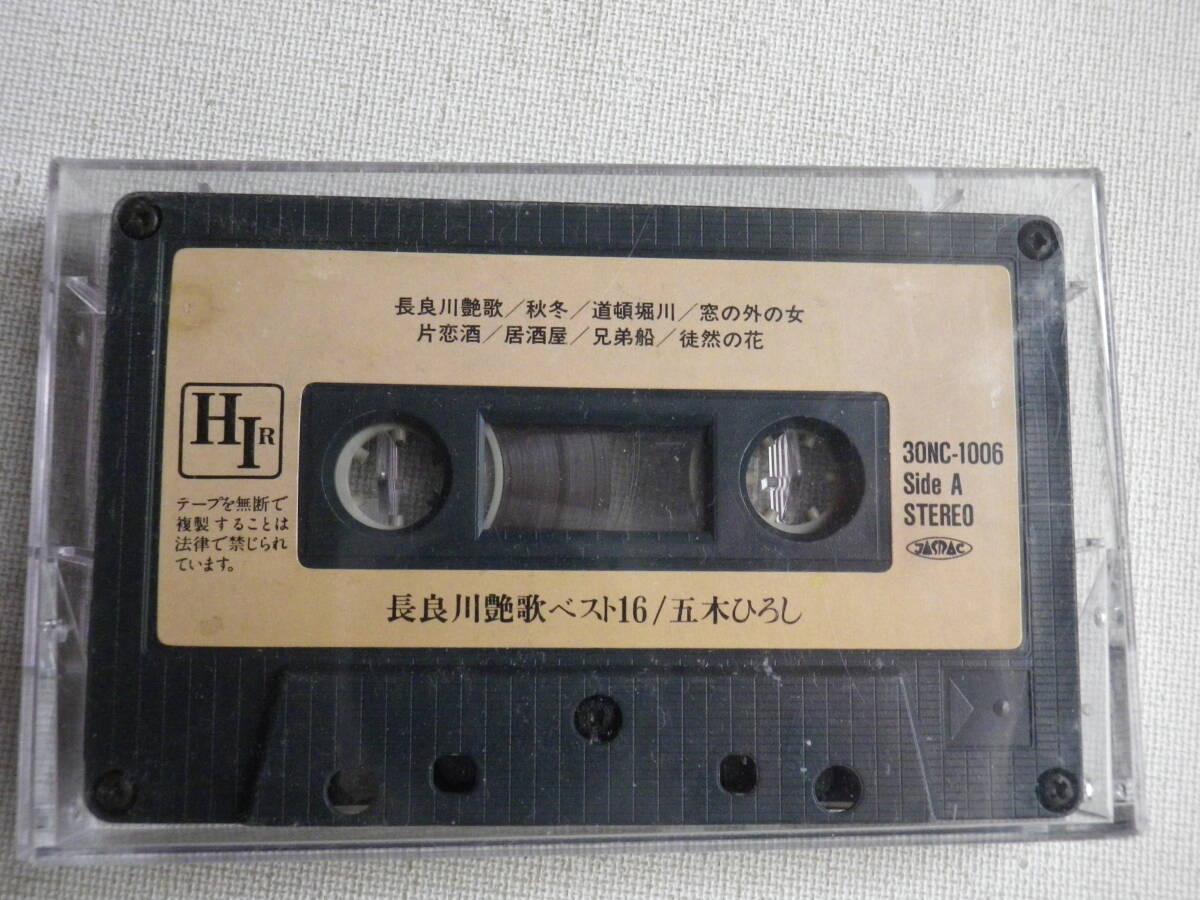 長良川艶歌／秋冬／道頓堀川／窓の外の女
片恋酒／居酒屋／兄弟船／徒然の花
HIR
テープを無断で
複製することは
法律で禁じられ
ています。
30NC-1006
Side A
STEREO
JASRAC
長良川艶歌ベスト16/五木ひろし